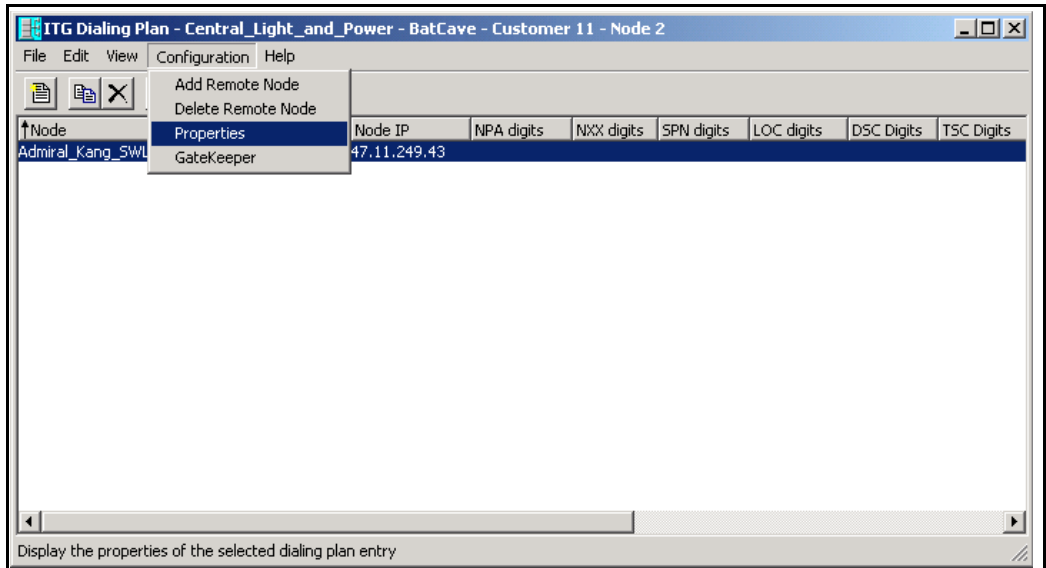 ITG Dialing Plan - Central_Light_and_Power - BatCave - Customer 11 - Node 2
File Edit View Configuration Help
Add Remote Node
Delete Remote Node
Properties
GateKeeper
Node Node IP NPA digits NXX digits SPN digits LOC digits DSC Digits TSC Digits
Admiral_Kang_SWL 47.11.249.43
Display the properties of the selected dialing plan entry